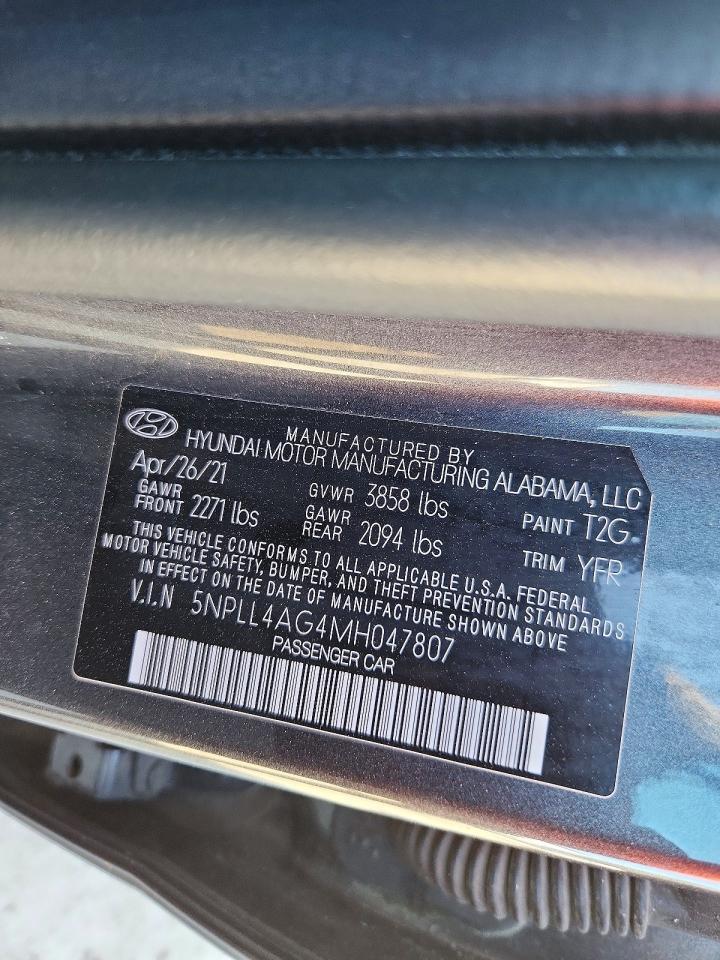 MANUFACTURED BY
HYUNDAI MOTOR MANUFACTURING ALABAMA, LLC
Apr/26/21
GAWR FRONT 2271 lbs
GVWR 3858 lbs
GAWR REAR 2094 lbs
PAINT T2G
TRIM YFR
THIS VEHICLE CONFORMS TO ALL APPLICABLE U.S.A. FEDERAL
MOTOR VEHICLE SAFETY, BUMPER, AND THEFT PREVENTION STANDARDS
IN EFFECT ON THE DATE OF MANUFACTURE SHOWN ABOVE
V.I.N 5NPLL4AG4MH047807
PASSENGER CAR